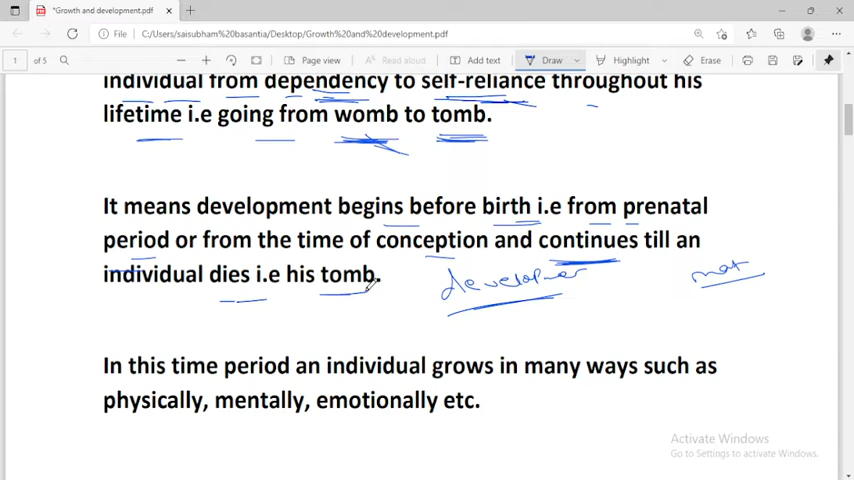 *Growth and development.pdf
File
C:/Users/saisubham%20basantia/Desktop/Growth%20and%20development.pdf
1 of 5
Page view
Read aloud
Add text
Draw
Highlight
Erase
individual from dependency to self-reliance throughout his
lifetime i.e going from womb to tomb.
It means development begins before birth i.e from prenatal
period or from the time of conception and continues till an
individual dies i.e his tomb.
In this time period an individual grows in many ways such as
physically, mentally, emotionally etc.
Activate Windows
Go to Settings to activate Windows.